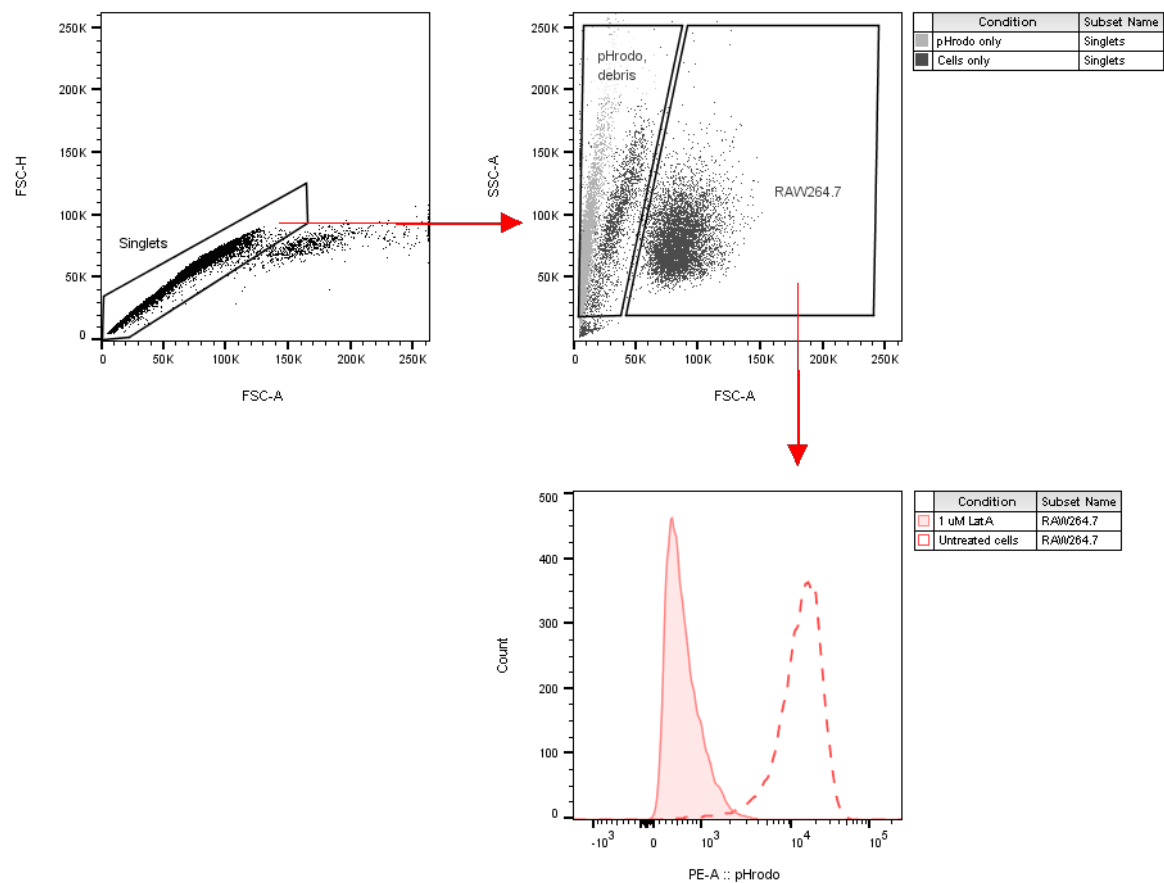 250K
200K
150K
100K
50K
0
FSC-H
Singlets
0 50K 100K 150K 200K 250K
FSC-A
250K
200K
150K
100K
50K
0
SSC-A
pHrodo,
debris
RAW264.7
0 50K 100K 150K 200K 250K
FSC-A
Condition Subset Name
pHrodo only Singlets
Cells only Singlets
500
400
300
200
100
0
Count
-10³ 0 10³ 10⁴ 10⁵
PE-A :: pHrodo
Condition Subset Name
1 uM LatA RAW264.7
Untreated cells RAW264.7